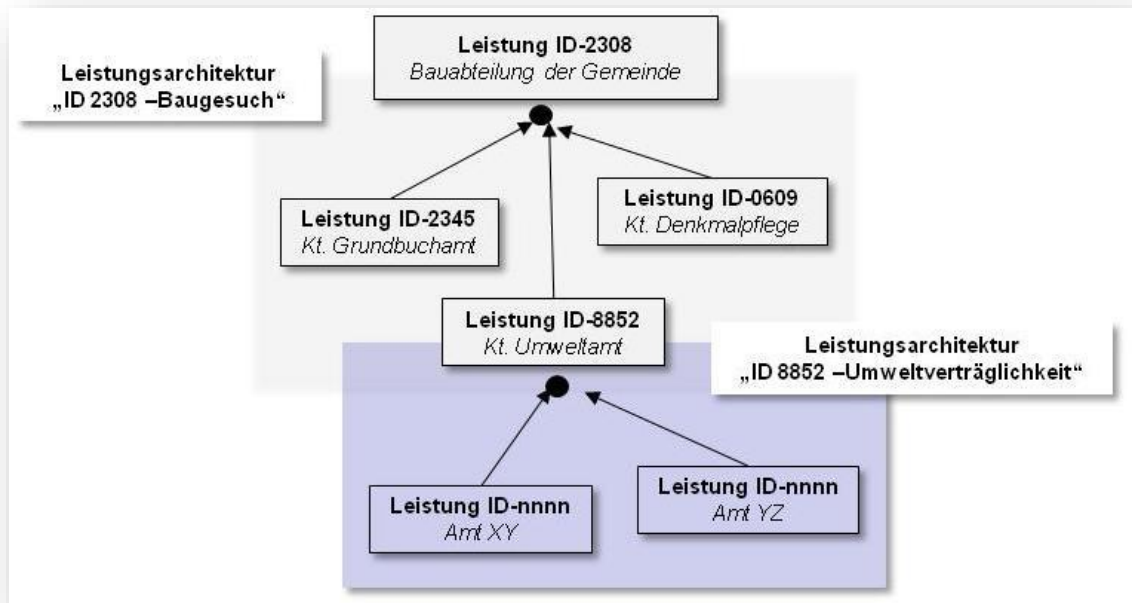 Leistung ID-2308
Bauabteilung der Gemeinde
Leistungsarchitektur
„ID 2308 –Baugesuch“
Leistung ID-2345
Kt. Grundbuchamt
Leistung ID-0609
Kt. Denkmalpflege
Leistung ID-8852
Kt. Umweltamt
Leistungsarchitektur
„ID 8852 –Umweltverträglichkeit“
Leistung ID-nnnn
Amt XY
Leistung ID-nnnn
Amt YZ